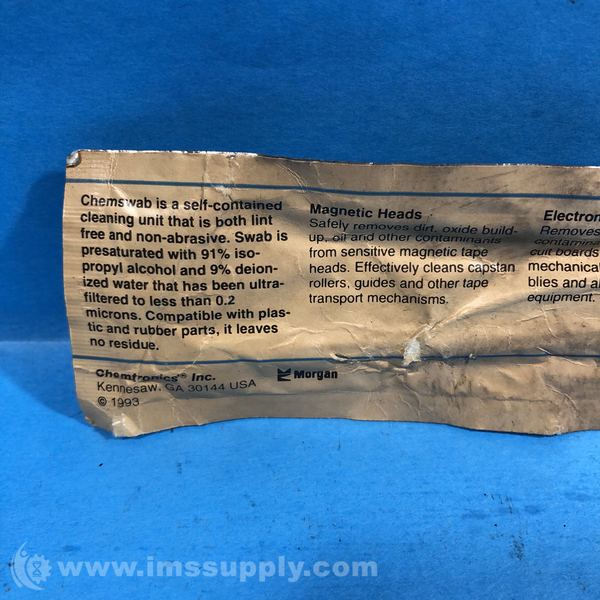 Chemswab is a self-contained
cleaning unit that is both lint
free and non-abrasive. Swab is
presaturated with 91% iso-
propyl alcohol and 9% deion-
ized water that has been ultra-
filtered to less than 0.2
microns. Compatible with plas-
tic and rubber parts, it leaves
no residue.
Magnetic Heads
Safely removes dirt, oxide build-
up, oil and other contaminants
from sensitive magnetic tape
heads. Effectively cleans capstan
rollers, guides and other tape
transport mechanisms.
Electron
Removes
contamina
cuit boards
mechanical
blies and al
equipment.
Chemtronics® Inc.
Kennesaw, GA 30144 USA
© 1993
Morgan
www.imssupply.com